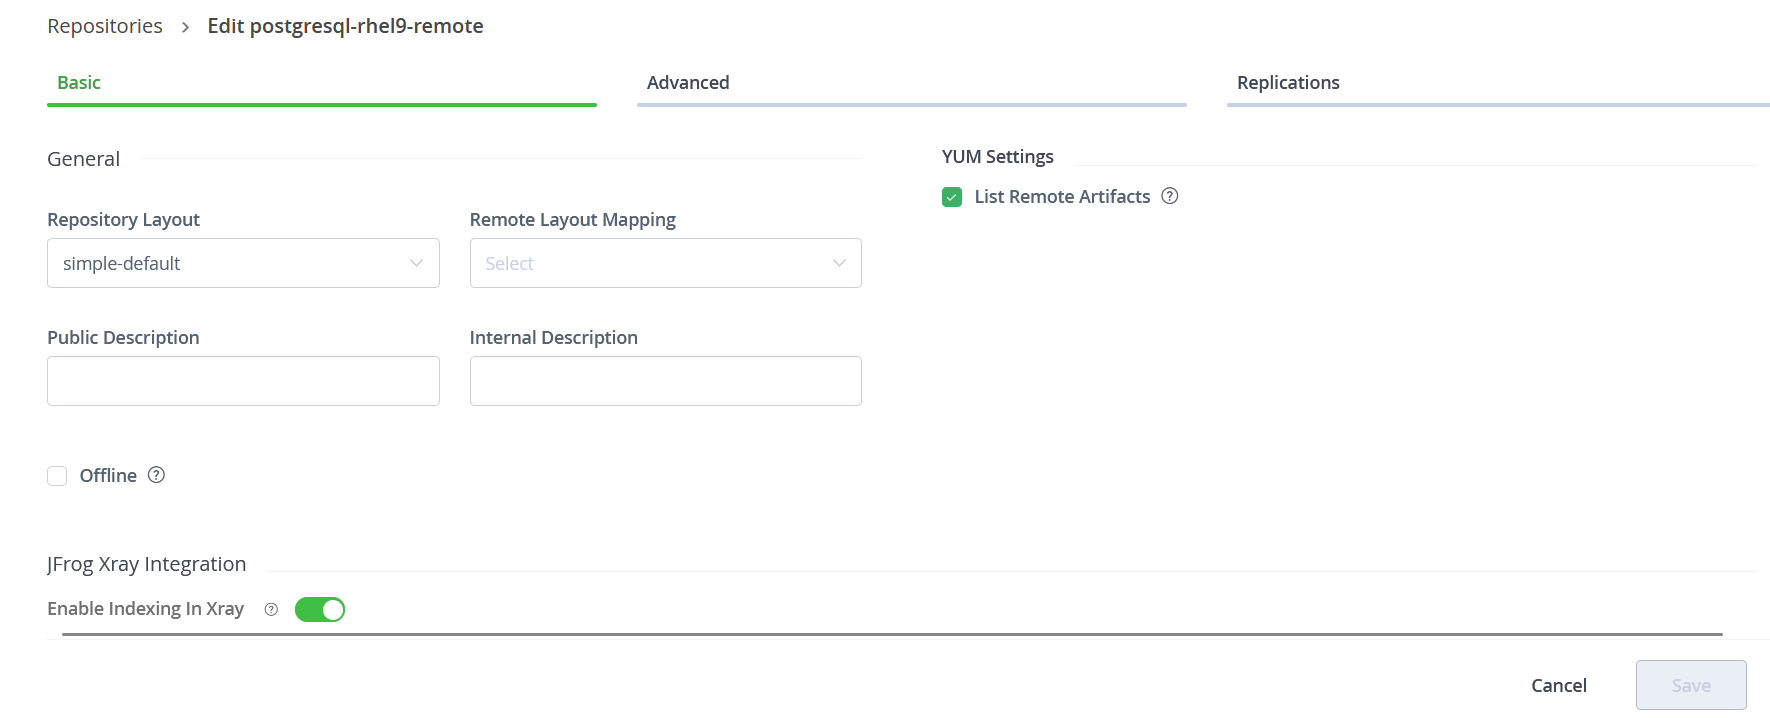 Repositories > Edit postgresql-rhel9-remote
Basic
Advanced
Replications
General
Repository Layout
Remote Layout Mapping
simple-default
Select
Public Description
Internal Description
Offline ?
YUM Settings
List Remote Artifacts ?
JFrog Xray Integration
Enable Indexing In Xray ?
Cancel
Save